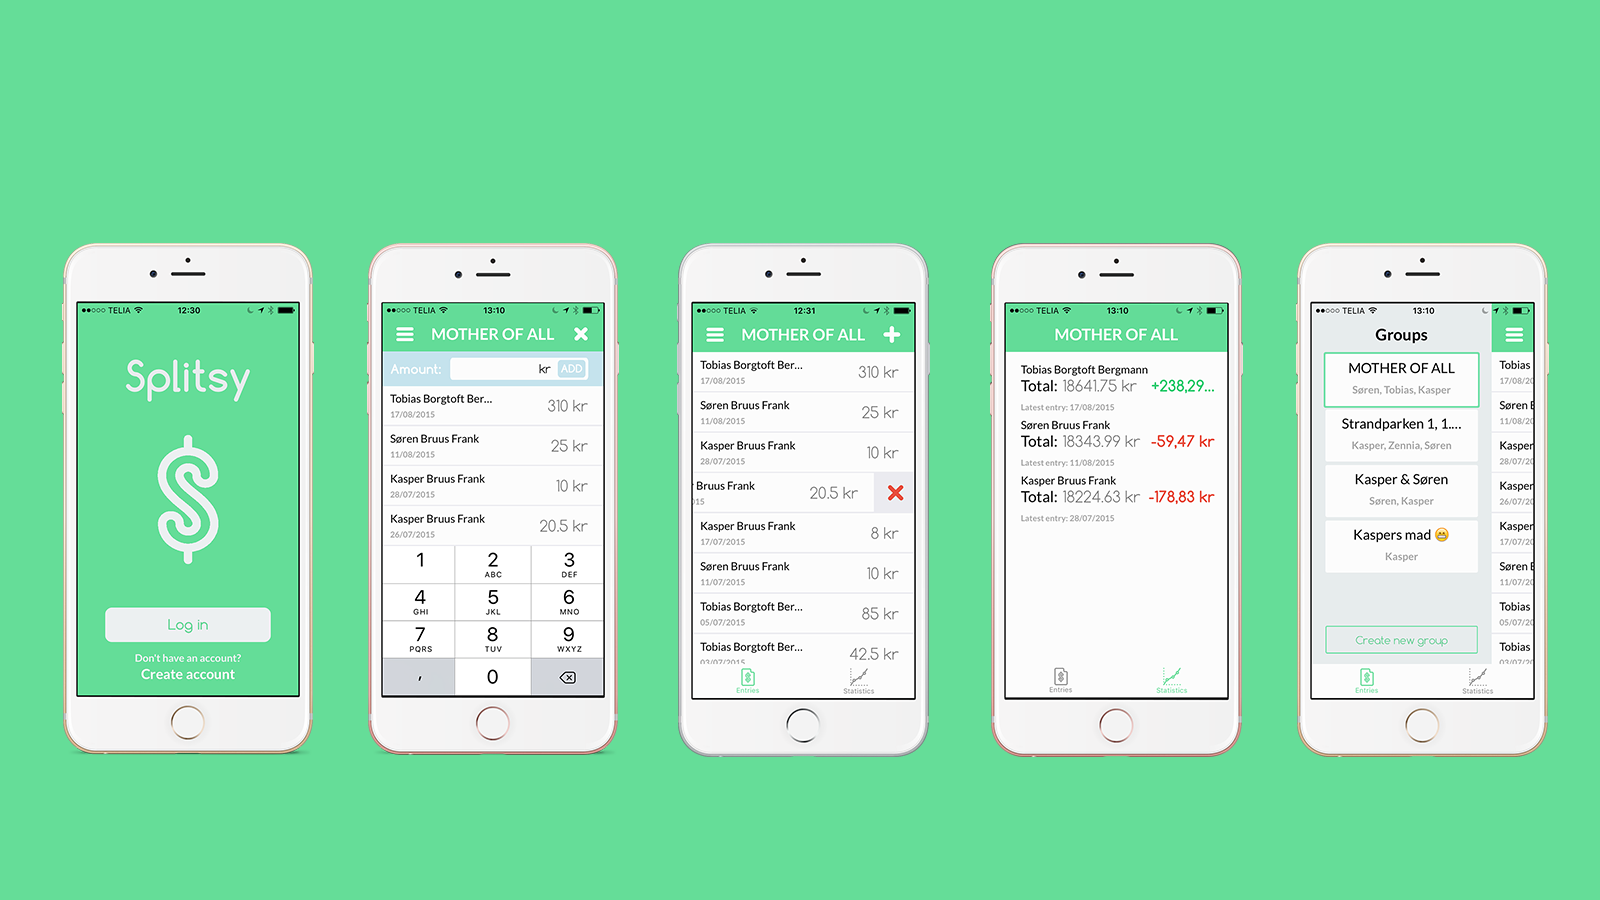 ●●○○○ TELIA 12:30
Splitsy
Log in
Don't have an account?
Create account
●●○○○ TELIA 13:10
MOTHER OF ALL
Amount: kr ADD
Tobias Borgtoft Ber... 310 kr
17/08/2015
Søren Bruus Frank 25 kr
11/08/2015
Kasper Bruus Frank 10 kr
28/07/2015
Kasper Bruus Frank 20.5 kr
26/07/2015
1 2 3
ABC DEF
4 5 6
GHI JKL MNO
7 8 9
PQRS TUV WXYZ
, 0
●●○○○ TELIA 12:31
MOTHER OF ALL
Tobias Borgtoft Ber... 310 kr
17/08/2015
Søren Bruus Frank 25 kr
11/08/2015
Kasper Bruus Frank 10 kr
28/07/2015
Bruus Frank 20.5 kr
015
Kasper Bruus Frank 8 kr
17/07/2015
Søren Bruus Frank 10 kr
11/07/2015
Tobias Borgtoft Ber... 85 kr
05/07/2015
Tobias Borgtoft Ber... 42.5 kr
03/07/2015
Entries Statistics
●●○○○ TELIA 13:10
MOTHER OF ALL
Tobias Borgtoft Bergmann
Total: 18641.75 kr +238,29...
Latest entry: 17/08/2015
Søren Bruus Frank
Total: 18343.99 kr -59,47 kr
Latest entry: 11/08/2015
Kasper Bruus Frank
Total: 18224.63 kr -178,83 kr
Latest entry: 28/07/2015
Entries Statistics
●●○○○ TELIA 13:10
Groups
MOTHER OF ALL
Søren, Tobias, Kasper
Strandparken 1, 1....
Kasper, Zennia, Søren
Kasper & Søren
Søren, Kasper
Kaspers mad 😁
Kasper
Create new group
Tobias
17/08/20
Søren B
11/08/20
Kasper
28/07/20
Kasper
26/07/20
Kasper
17/07/20
Søren B
11/07/20
Tobias
05/07/20
Tobias
03/07/20
Entries Statistics